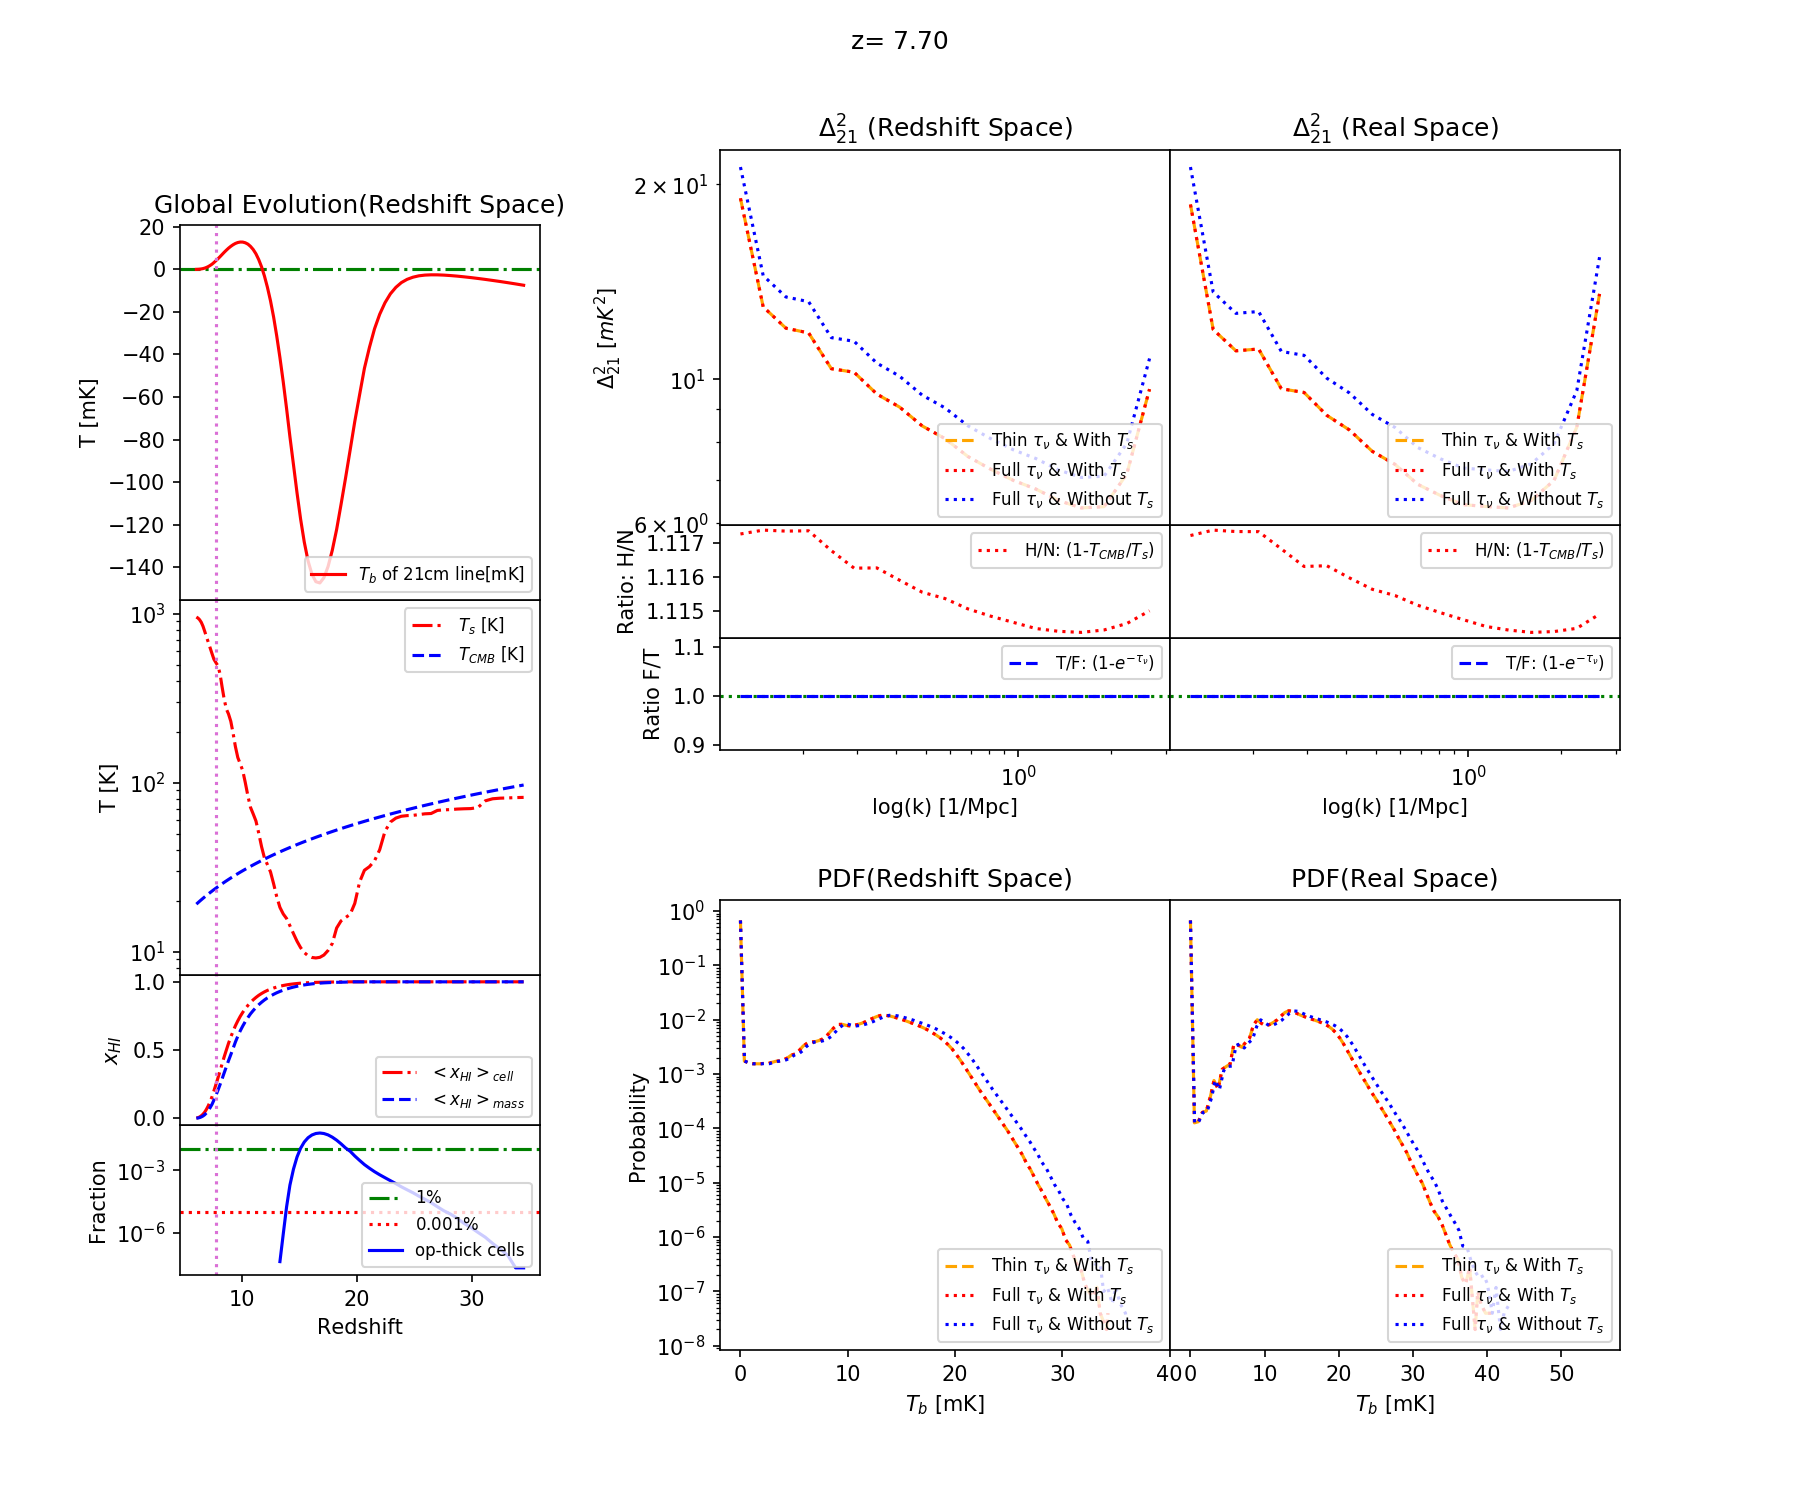 z= 7.70
Global Evolution(Redshift Space)
20
0
−20
−40
−60
−80
−100
−120
−140
T [mK]
T_b of 21cm line[mK]
10^3
10^2
10^1
T [K]
T_s [K]
T_CMB [K]
1.0
0.5
0.0
x_HI
< x_HI >_cell
< x_HI >_mass
10^−3
10^−6
Fraction
1%
0.001%
op-thick cells
10 20 30
Redshift
Δ^2_21 (Redshift Space)
Δ^2_21 (Real Space)
2 × 10^1
10^1
6 × 10^0
Δ^2_21 [mK^2]
Thin τ_ν & With T_s
Full τ_ν & With T_s
Full τ_ν & Without T_s
Thin τ_ν & With T_s
Full τ_ν & With T_s
Full τ_ν & Without T_s
1.117
1.116
1.115
Ratio: H/N
H/N: (1-T_CMB/T_s)
H/N: (1-T_CMB/T_s)
1.1
1.0
0.9
Ratio F/T
T/F: (1-e^−τ_ν)
T/F: (1-e^−τ_ν)
10^0
10^0
log(k) [1/Mpc]
log(k) [1/Mpc]
PDF(Redshift Space)
PDF(Real Space)
10^0
10^−1
10^−2
10^−3
10^−4
10^−5
10^−6
10^−7
10^−8
Probability
Thin τ_ν & With T_s
Full τ_ν & With T_s
Full τ_ν & Without T_s
Thin τ_ν & With T_s
Full τ_ν & With T_s
Full τ_ν & Without T_s
0 10 20 30 40
0 10 20 30 40 50
T_b [mK]
T_b [mK]